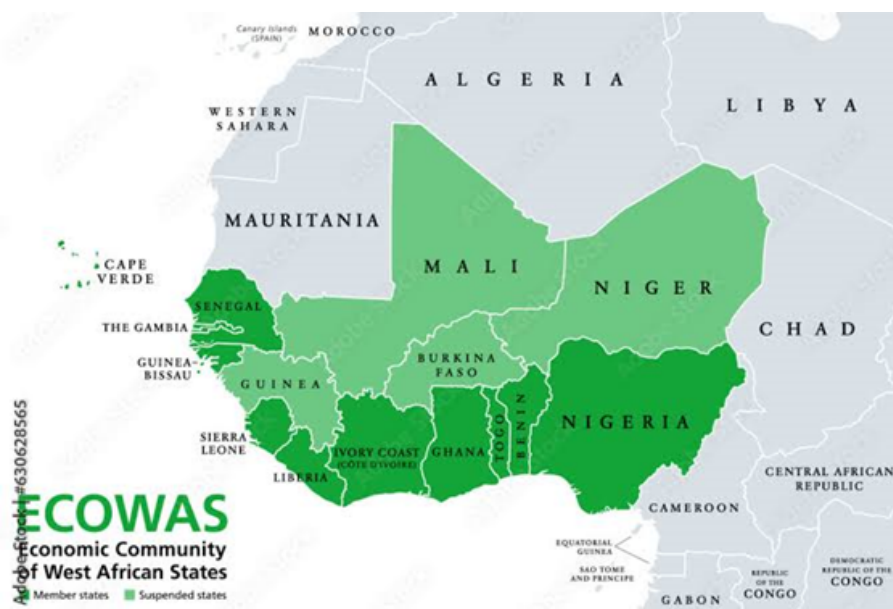 Canary Islands
(SPAIN)
MOROCCO
ALGERIA
LIBYA
WESTERN
SAHARA
MAURITANIA
CAPE
VERDE
MALI
NIGER
CHAD
SENEGAL
THE GAMBIA
GUINEA-
BISSAU
GUINEA
BURKINA
FASO
SIERRA
LEONE
LIBERIA
IVORY COAST
(CÔTE D'IVOIRE)
GHANA
TOGO
BENIN
NIGERIA
CENTRAL AFRICAN
REPUBLIC
CAMEROON
EQUATORIAL
GUINEA
SAO TOME
AND PRINCIPE
GABON
REPUBLIC
OF THE
CONGO
DEMOCRATIC
REPUBLIC OF THE
CONGO
ECOWAS
Economic Community
of West African States
Member states
Suspended states
Adobe Stock | #630628565